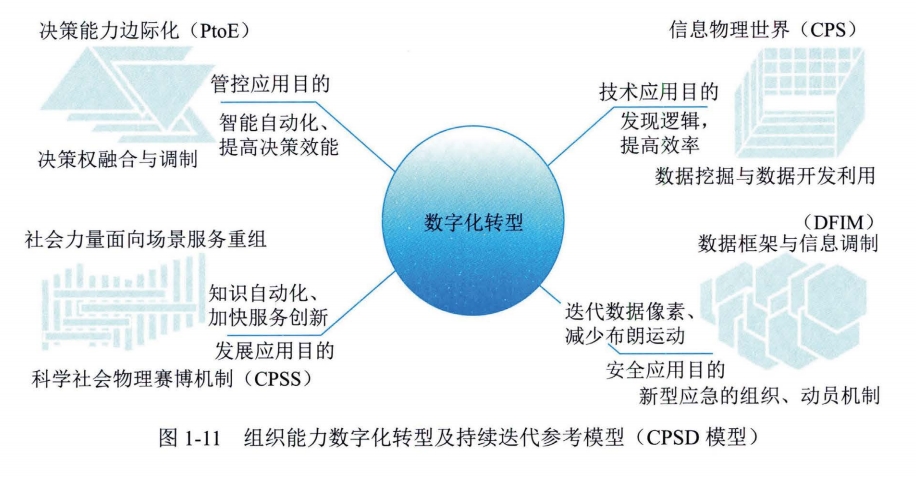 决策能力边际化（PtoE）
管控应用目的
智能自动化、
提高决策效能
决策权融合与调制
信息物理世界（CPS）
技术应用目的
发现逻辑，
提高效率
数据挖掘与数据开发利用
数字化转型
社会力量面向场景服务重组
知识自动化、
加快服务创新
发展应用目的
科学社会物理赛博机制（CPSS）
（DFIM）
数据框架与信息调制
迭代数据像素、
减少布朗运动
安全应用目的
新型应急的组织、动员机制
图 1-11 组织能力数字化转型及持续迭代参考模型（CPSD 模型）